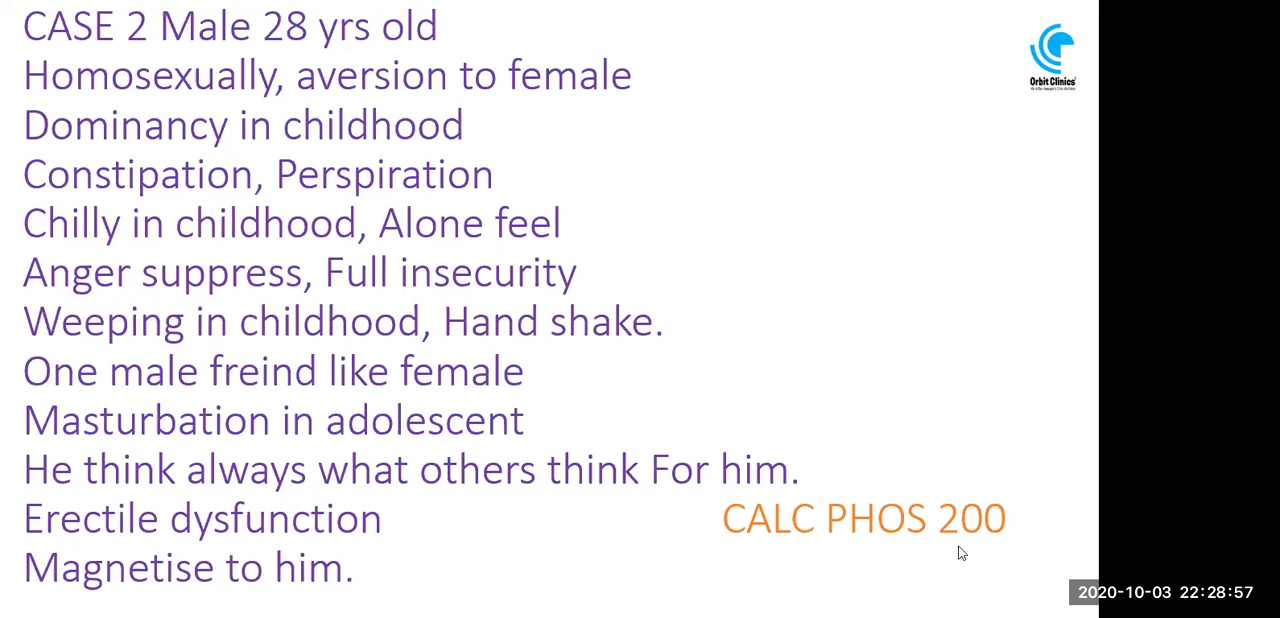 CASE 2 Male 28 yrs old
Homosexually, aversion to female
Dominancy in childhood
Constipation, Perspiration
Chilly in childhood, Alone feel
Anger suppress, Full insecurity
Weeping in childhood, Hand shake.
One male freind like female
Masturbation in adolescent
He think always what others think For him.
Erectile dysfunction
CALC PHOS 200
Magnetise to him.
Orbit Clinics
2020-10-03 22:28:57